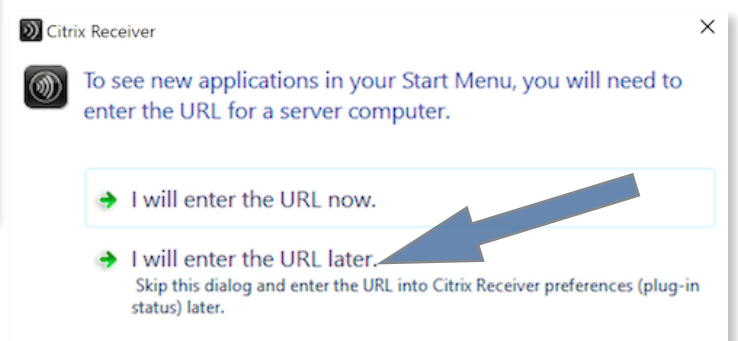 Citrix Receiver
To see new applications in your Start Menu, you will need to
enter the URL for a server computer.
I will enter the URL now.
I will enter the URL later.
Skip this dialog and enter the URL into Citrix Receiver preferences (plug-in
status) later.